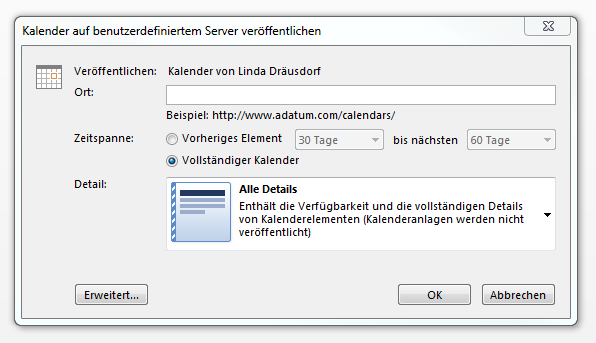 Kalender auf benutzerdefiniertem Server veröffentlichen
Veröffentlichen: Kalender von Linda Dräusdorf
Ort:
Beispiel: http://www.adatum.com/calendars/
Zeitspanne: Vorheriges Element 30 Tage bis nächsten 60 Tage
Vollständiger Kalender
Detail: Alle Details
Enthält die Verfügbarkeit und die vollständigen Details
von Kalenderelementen (Kalenderanlagen werden nicht
veröffentlicht)
Erweitert... OK Abbrechen